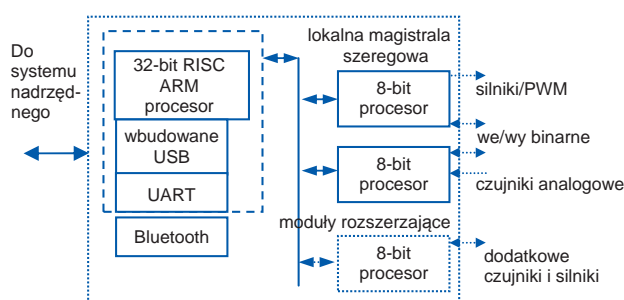 Do
systemu
nadrzęd-
nego
32-bit RISC
ARM
procesor
wbudowane
USB
UART
Bluetooth
lokalna magistrala
szeregowa
8-bit
procesor
silniki/PWM
we/wy binarne
8-bit
procesor
czujniki analogowe
moduły rozszerzające
8-bit
procesor
dodatkowe
czujniki i silniki